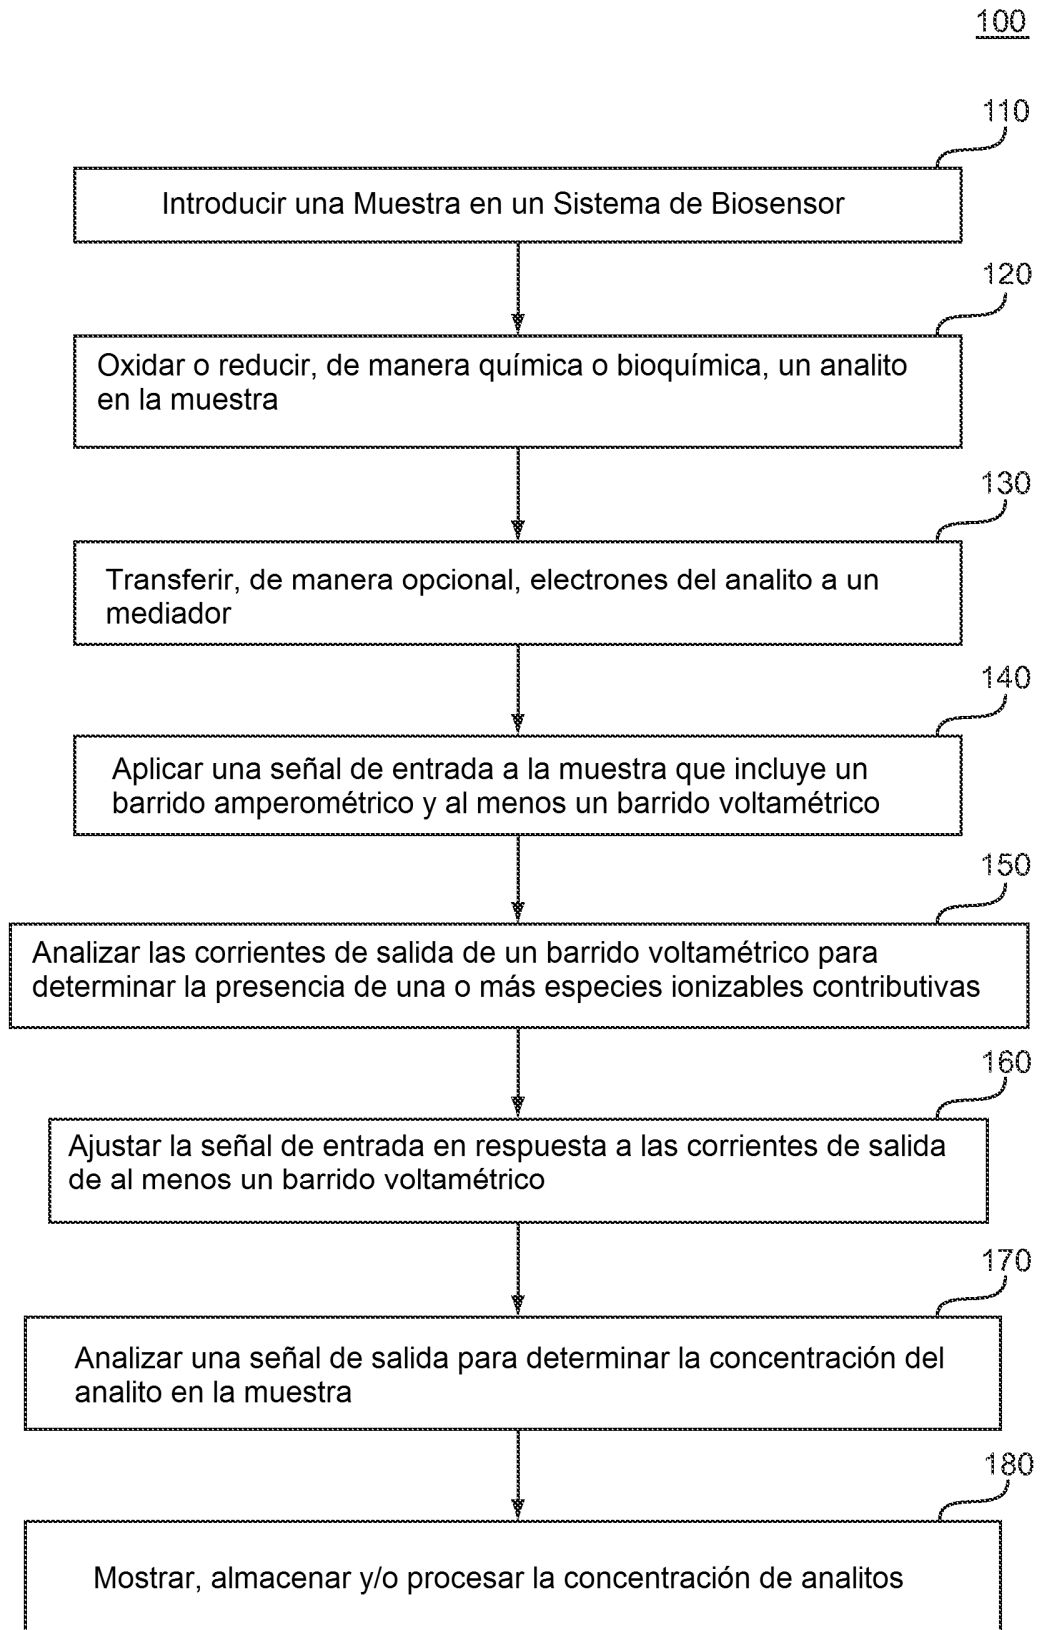 100
110
Introducir una Muestra en un Sistema de Biosensor
120
Oxidar o reducir, de manera química o bioquímica, un analito
en la muestra
130
Transferir, de manera opcional, electrones del analito a un
mediador
140
Aplicar una señal de entrada a la muestra que incluye un
barrido amperométrico y al menos un barrido voltamétrico
150
Analizar las corrientes de salida de un barrido voltamétrico para
determinar la presencia de una o más especies ionizables contributivas
160
Ajustar la señal de entrada en respuesta a las corrientes de salida
de al menos un barrido voltamétrico
170
Analizar una señal de salida para determinar la concentración del
analito en la muestra
180
Mostrar, almacenar y/o procesar la concentración de analitos